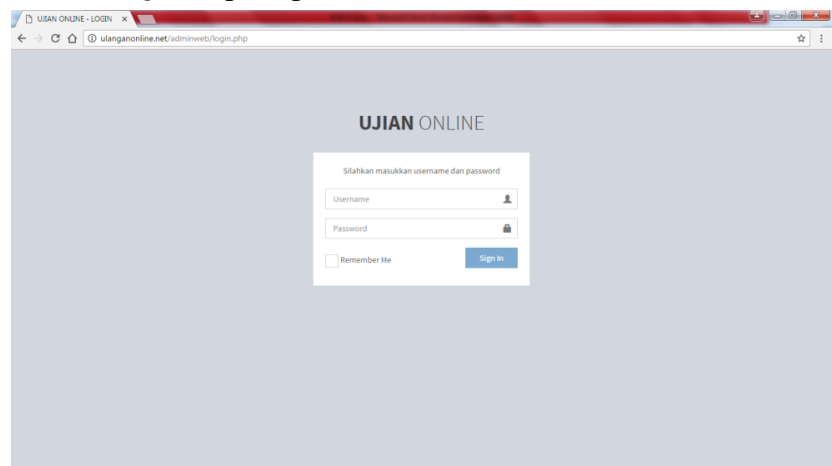 UJIAN ONLINE - LOGIN
ulanganonline.net/adminweb/login.php
UJIAN ONLINE
Silahkan masukkan username dan password
Username
Password
Remember Me
Sign In